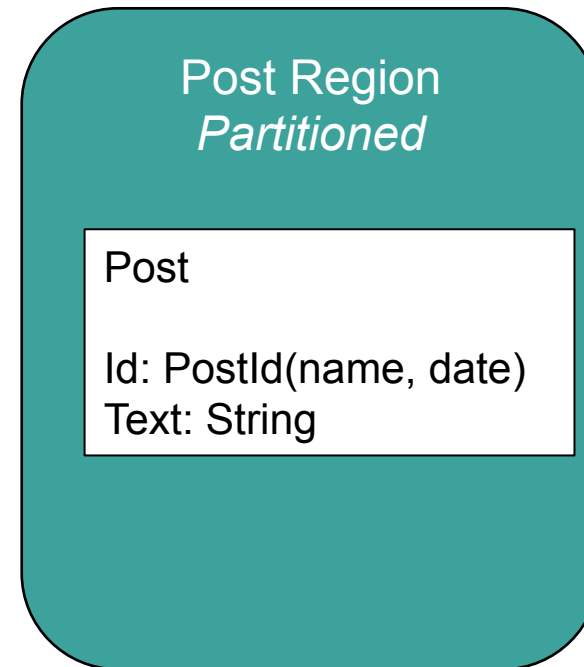 Post Region
Partitioned
Post
Id: PostId(name, date)
Text: String